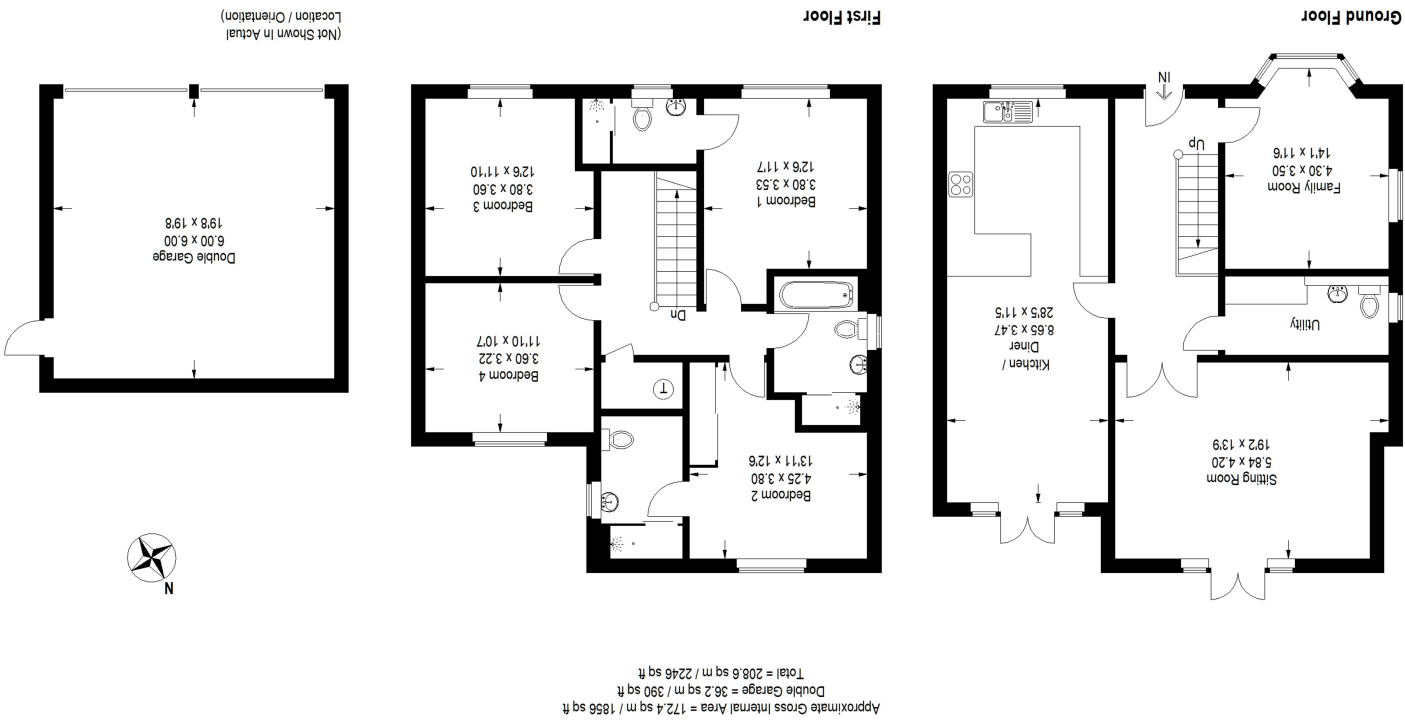 Approximate Gross Internal Area = 172.4 sq m / 1856 sq ft
Double Garage = 36.2 sq m / 390 sq ft
Total = 208.6 sq m / 2246 sq ft
N
Sitting Room
5.84 x 4.20
19'2 x 13'9
Kitchen /
Diner
8.65 x 3.47
28'5 x 11'5
Utility
Family Room
4.30 x 3.50
14'1 x 11'6
Up
IN
Ground Floor
Bedroom 2
4.25 x 3.80
13'11 x 12'6
T
Bedroom 4
3.60 x 3.22
11'10 x 10'7
Dn
Bedroom 1
3.80 x 3.53
12'6 x 11'7
Bedroom 3
3.80 x 3.60
12'6 x 11'10
First Floor
Double Garage
6.00 x 6.00
19'8 x 19'8
(Not Shown In Actual
Location / Orientation)